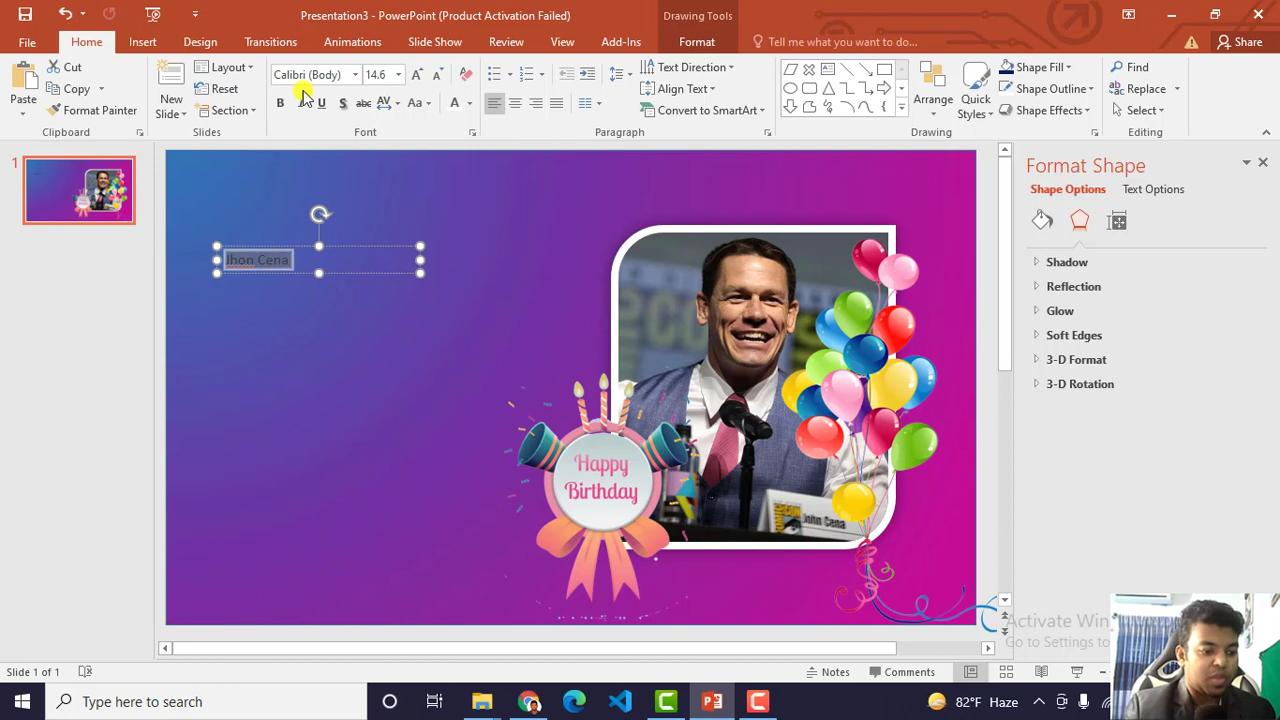 Presentation3 - PowerPoint (Product Activation Failed)
Drawing Tools
File
Home
Insert
Design
Transitions
Animations
Slide Show
Review
View
Add-Ins
Format
Tell me what you want to do...
Share
Paste
Cut
Copy
Format Painter
Clipboard
New
Slide
Layout
Reset
Section
Slides
Calibri (Body)
14.6
Font
Text Direction
Align Text
Convert to SmartArt
Paragraph
Arrange
Quick
Styles
Shape Fill
Shape Outline
Shape Effects
Drawing
Find
Replace
Select
Editing
1
Jhon Cena
Happy
Birthday
John Cena
Format Shape
Shape Options
Text Options
Shadow
Reflection
Glow
Soft Edges
3-D Format
3-D Rotation
Activate Win
Go to Settings to
Slide 1 of 1
Notes
Comments
Type here to search
82°F Haze